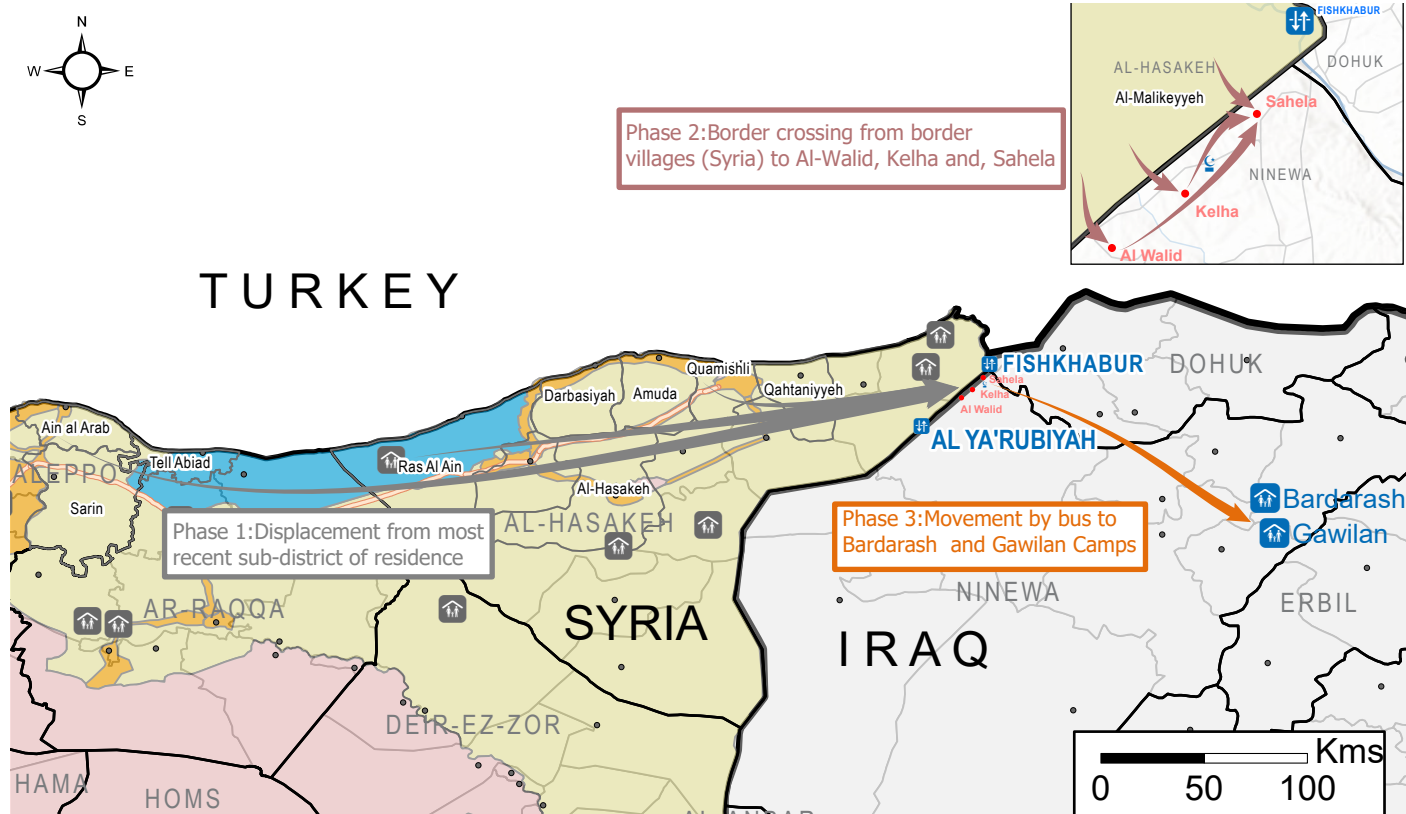 N
W
E
S
FISHKHABUR
AL-HASAKEH
DOHUK
Al-Malikeyyeh
Sahela
NINEWA
Kelha
Al Walid
Phase 2:Border crossing from border
villages (Syria) to Al-Walid, Kelha and, Sahela
TURKEY
FISHKHABUR
DOHUK
Sahela
Kelha
Al Walid
AL YA'RUBIYAH
Quamishli
Qahtaniyyeh
Amuda
Darbasiyah
Ain al Arab
ALEPPO
Tell Abiad
Ras Al Ain
Sarin
Al-Hasakeh
AL-HASAKEH
Phase 1:Displacement from most
recent sub-district of residence
Phase 3:Movement by bus to
Bardarash and Gawilan Camps
Bardarash
Gawilan
NINEWA
ERBIL
AR-RAQQA
SYRIA
IRAQ
DEIR-EZ-ZOR
HAMA
HOMS
Kms
0 50 100